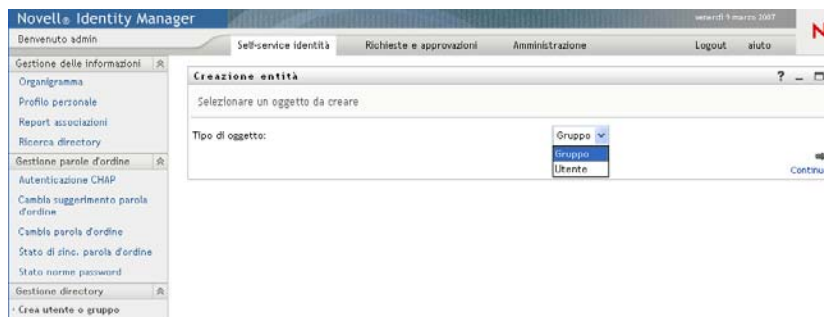 Novell® Identity Manager
venerdì 9 marzo 2007
N
Benvenuto admin
Self-service identità
Richieste e approvazioni
Amministrazione
Logout
aiuto
Gestione delle informazioni
Organigramma
Profilo personale
Report associazioni
Ricerca directory
Gestione parole d'ordine
Autenticazione CHAP
Cambia suggerimento parola
d'ordine
Cambia parola d'ordine
Stato di sinc. parola d'ordine
Stato norme password
Gestione directory
· Crea utente o gruppo
Creazione entità
?
Selezionare un oggetto da creare
Tipo di oggetto:
Gruppo
Gruppo
Utente
Continu